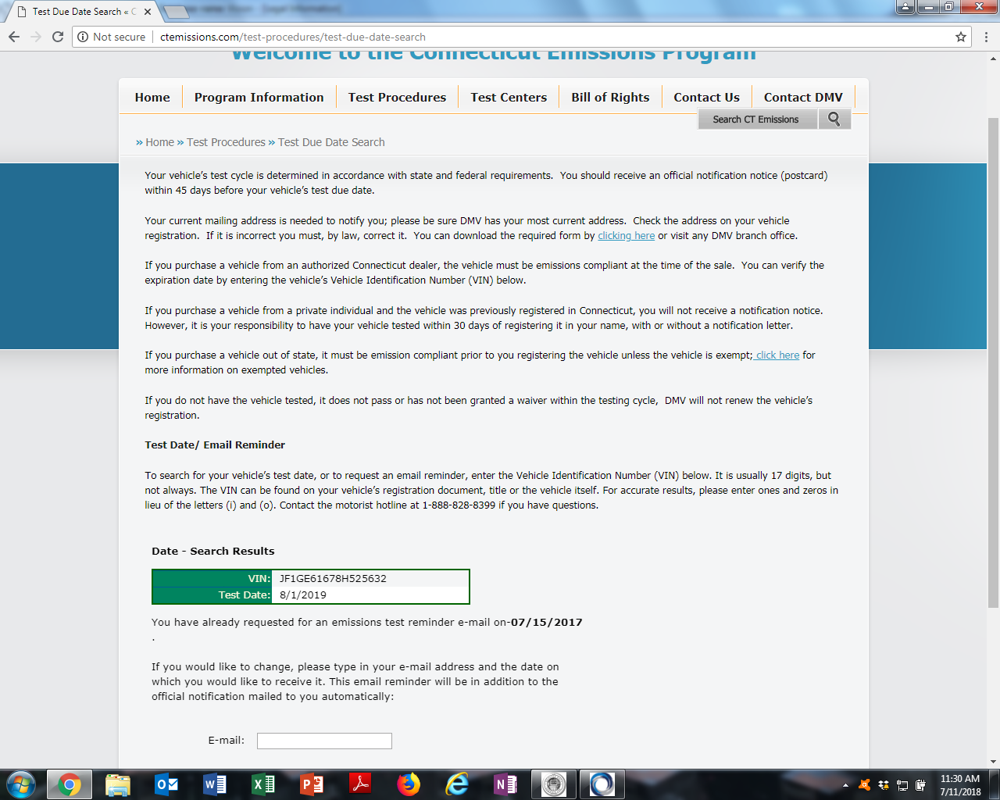 Test Due Date Search « C
Not secure | ctemissions.com/test-procedures/test-due-date-search
Welcome to the Connecticut Emissions Program
Home Program Information Test Procedures Test Centers Bill of Rights Contact Us Contact DMV
Search CT Emissions
» Home » Test Procedures » Test Due Date Search
Your vehicle's test cycle is determined in accordance with state and federal requirements. You should receive an official notification notice (postcard)
within 45 days before your vehicle's test due date.
Your current mailing address is needed to notify you; please be sure DMV has your most current address. Check the address on your vehicle
registration. If it is incorrect you must, by law, correct it. You can download the required form by clicking here or visit any DMV branch office.
If you purchase a vehicle from an authorized Connecticut dealer, the vehicle must be emissions compliant at the time of the sale. You can verify the
expiration date by entering the vehicle's Vehicle Identification Number (VIN) below.
If you purchase a vehicle from a private individual and the vehicle was previously registered in Connecticut, you will not receive a notification notice.
However, it is your responsibility to have your vehicle tested within 30 days of registering it in your name, with or without a notification letter.
If you purchase a vehicle out of state, it must be emission compliant prior to you registering the vehicle unless the vehicle is exempt; click here for
more information on exempted vehicles.
If you do not have the vehicle tested, it does not pass or has not been granted a waiver within the testing cycle, DMV will not renew the vehicle's
registration.
Test Date/ Email Reminder
To search for your vehicle's test date, or to request an email reminder, enter the Vehicle Identification Number (VIN) below. It is usually 17 digits, but
not always. The VIN can be found on your vehicle's registration document, title or the vehicle itself. For accurate results, please enter ones and zeros in
lieu of the letters (i) and (o). Contact the motorist hotline at 1-888-828-8399 if you have questions.
Date - Search Results
VIN: JF1GE61678H525632
Test Date: 8/1/2019
You have already requested for an emissions test reminder e-mail on-07/15/2017
.
If you would like to change, please type in your e-mail address and the date on
which you would like to receive it. This email reminder will be in addition to the
official notification mailed to you automatically:
E-mail:
11:30 AM
7/11/2018